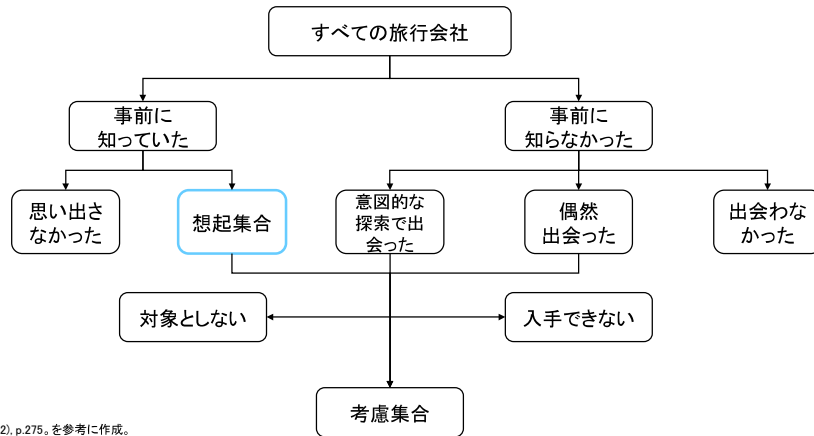 すべての旅行会社
事前に
知っていた
事前に
知らなかった
思い出さ
なかった
想起集合
意図的な
探索で出
会った
偶然
出会った
出会わな
かった
対象としない
入手できない
考慮集合
2), p.275。を参考に作成。